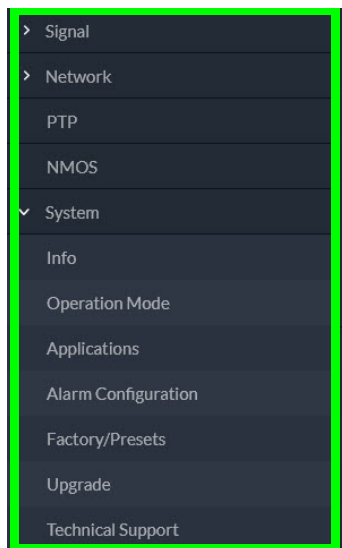 Signal
Network
PTP
NMOS
System
Info
Operation Mode
Applications
Alarm Configuration
Factory/Presets
Upgrade
Technical Support